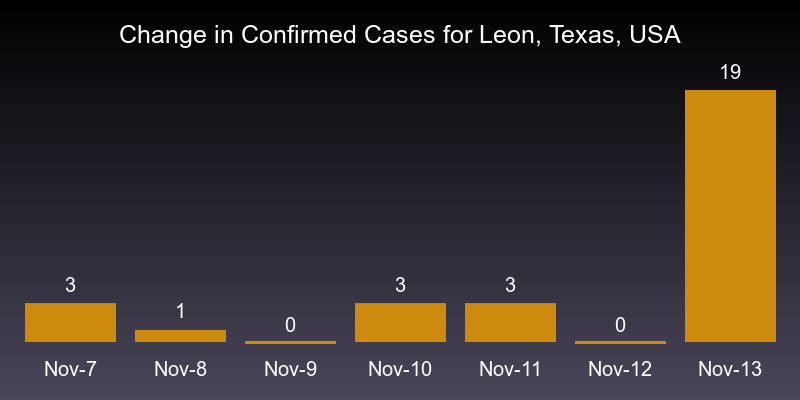 Change in Confirmed Cases for Leon, Texas, USA
19
3
1
0
3
3
0
Nov-7
Nov-8
Nov-9
Nov-10
Nov-11
Nov-12
Nov-13